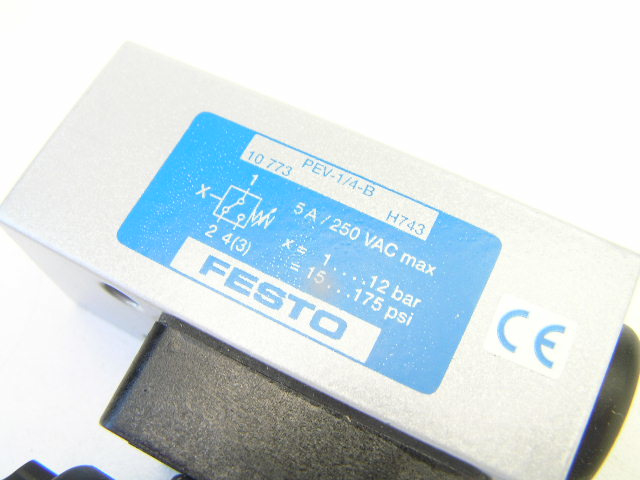 PEV-1/4-B
10 773 H743
1
X
2 4(3)
5 A / 250 VAC max
x = 1 ....12 bar
= 15 ...175 psi
FESTO
CE